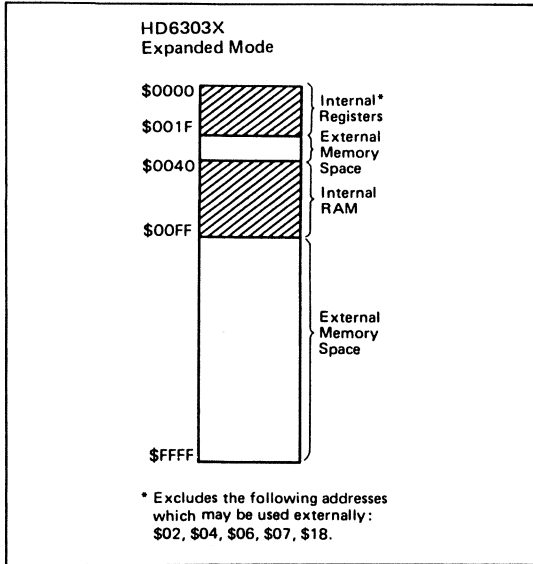 HD6303X
Expanded Mode
$0000
Internal*
Registers
$001F
External
Memory
Space
$0040
Internal
RAM
$00FF
External
Memory
Space
$FFFF
* Excludes the following addresses
which may be used externally:
$02, $04, $06, $07, $18.